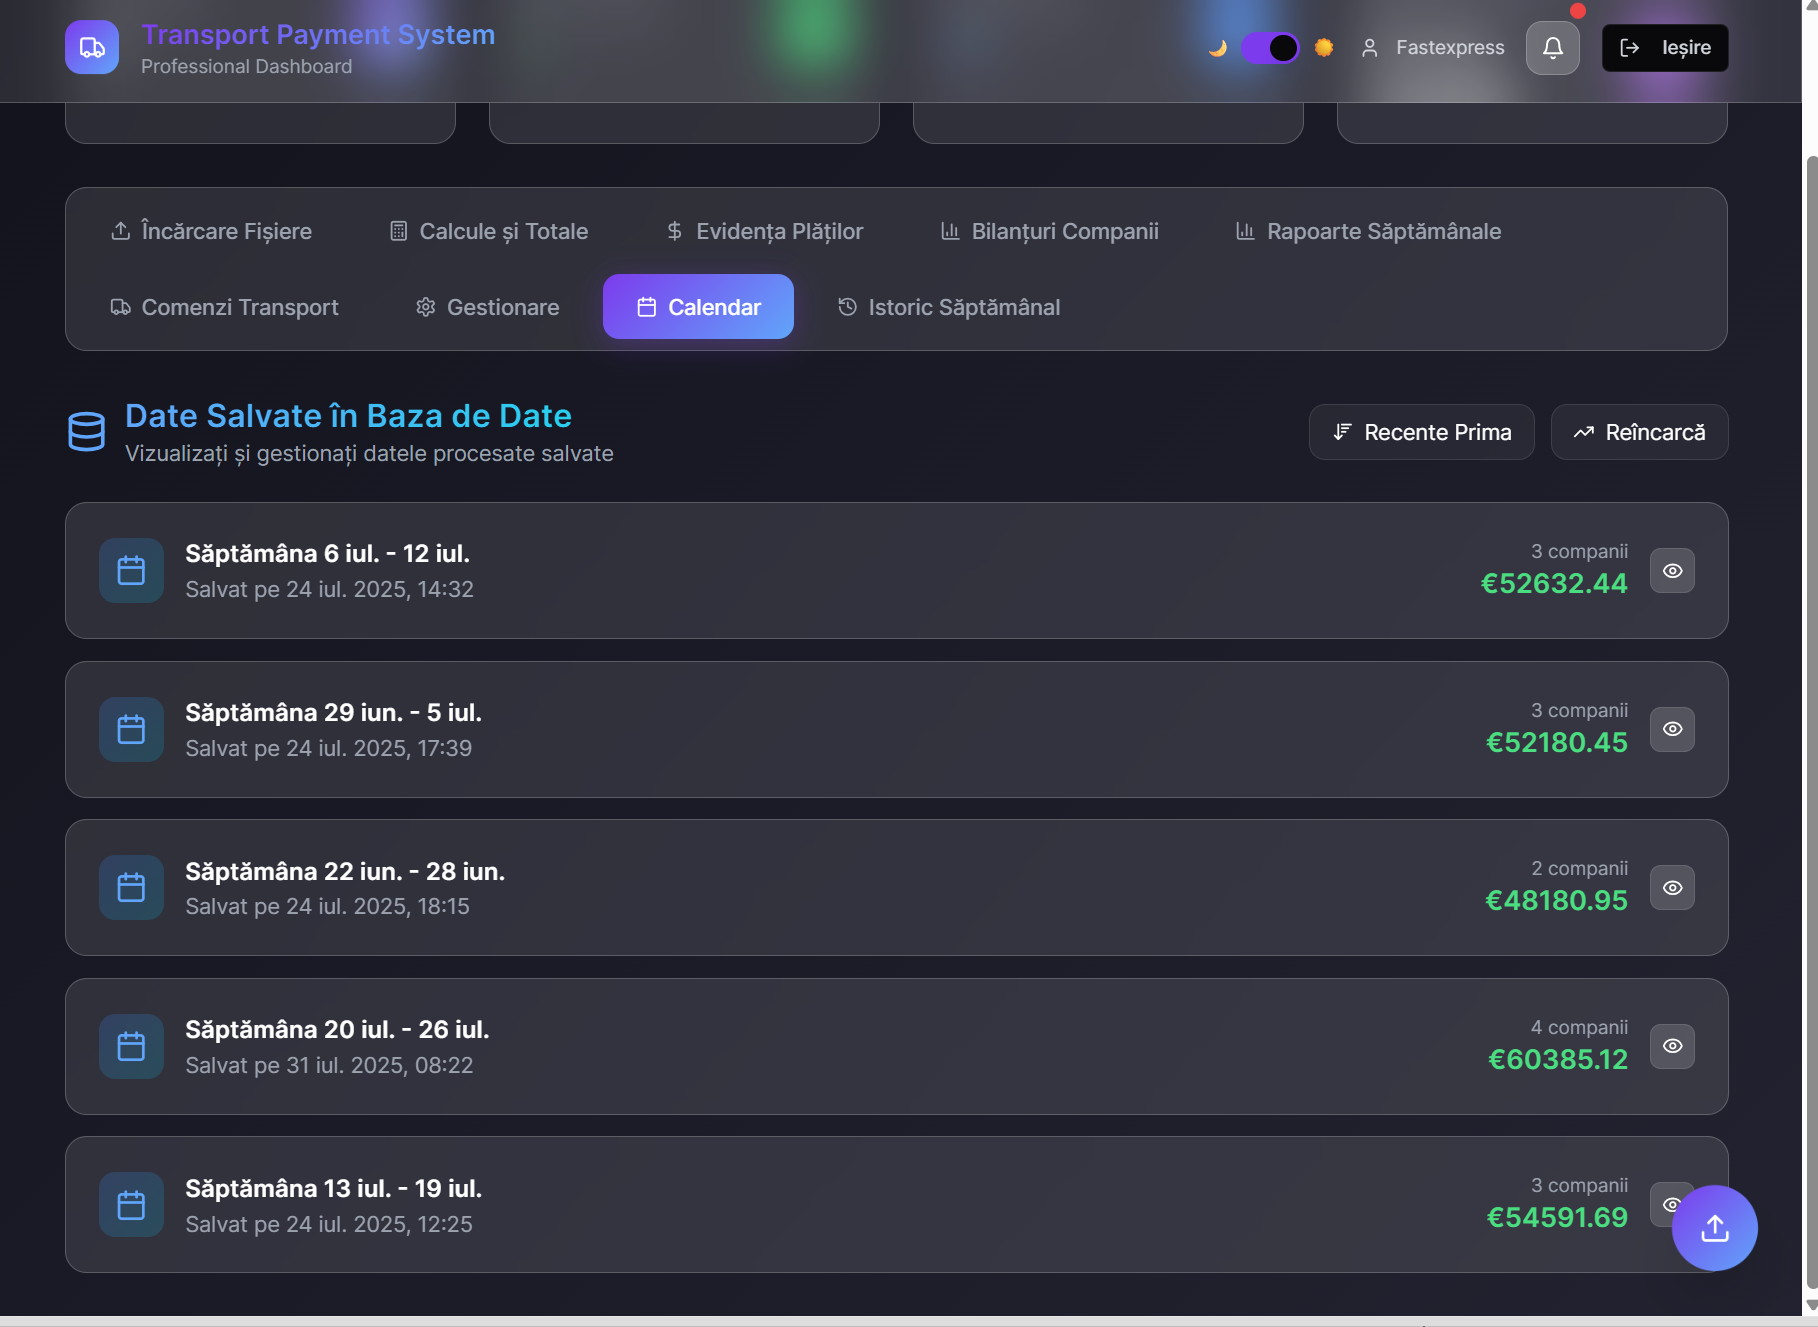 Transport Payment System
Professional Dashboard
Fastexpress
Ieșire
Încărcare Fișiere
Calcule și Totale
Evidența Plăților
Bilanțuri Companii
Rapoarte Săptămânale
Comenzi Transport
Gestionare
Calendar
Istoric Săptămânal
Date Salvate în Baza de Date
Vizualizați și gestionați datele procesate salvate
Recente Prima
Reîncarcă
Săptămâna 6 iul. - 12 iul.
Salvat pe 24 iul. 2025, 14:32
3 companii
€52632.44
Săptămâna 29 iun. - 5 iul.
Salvat pe 24 iul. 2025, 17:39
3 companii
€52180.45
Săptămâna 22 iun. - 28 iun.
Salvat pe 24 iul. 2025, 18:15
2 companii
€48180.95
Săptămâna 20 iul. - 26 iul.
Salvat pe 31 iul. 2025, 08:22
4 companii
€60385.12
Săptămâna 13 iul. - 19 iul.
Salvat pe 24 iul. 2025, 12:25
3 companii
€54591.69